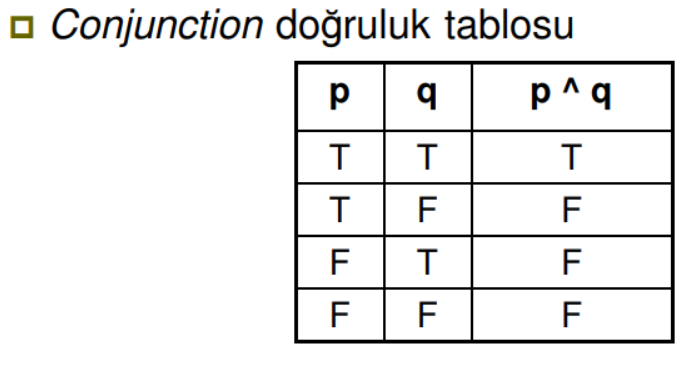 Conjunction doğruluk tablosu
p q p ^ q
T T T
T F F
F T F
F F F